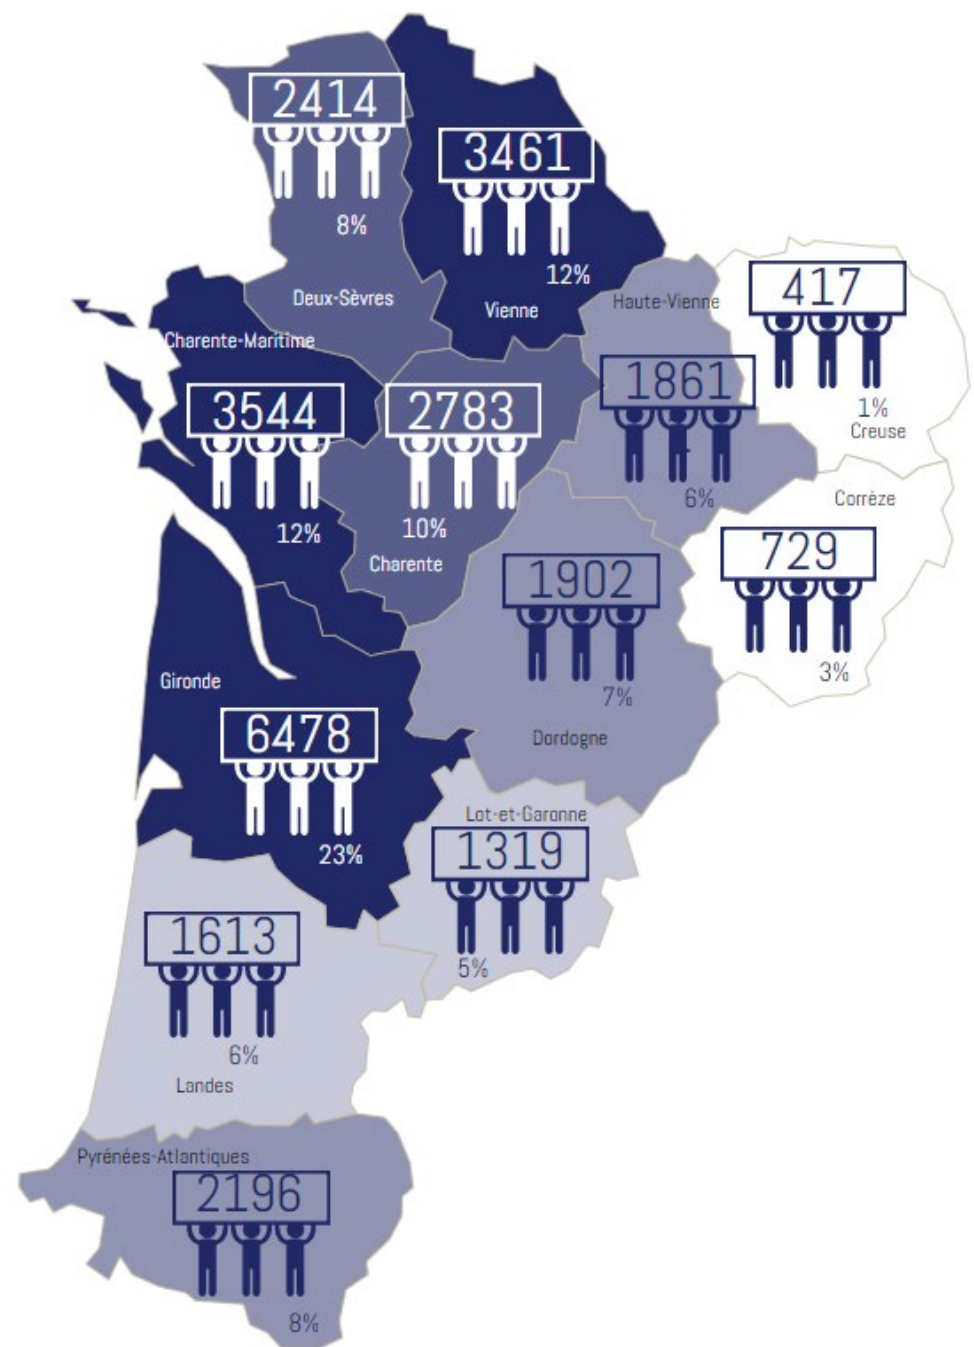 2414
8%
Deux-Sèvres
3461
12%
Vienne
Haute-Vienne
1861
6%
417
1%
Creuse
Charente-Maritime
3544
12%
2783
10%
Charente
Corrèze
729
3%
1902
7%
Dordogne
Gironde
6478
23%
Lot-et-Garonne
1319
5%
1613
6%
Landes
Pyrénées-Atlantiques
2196
8%